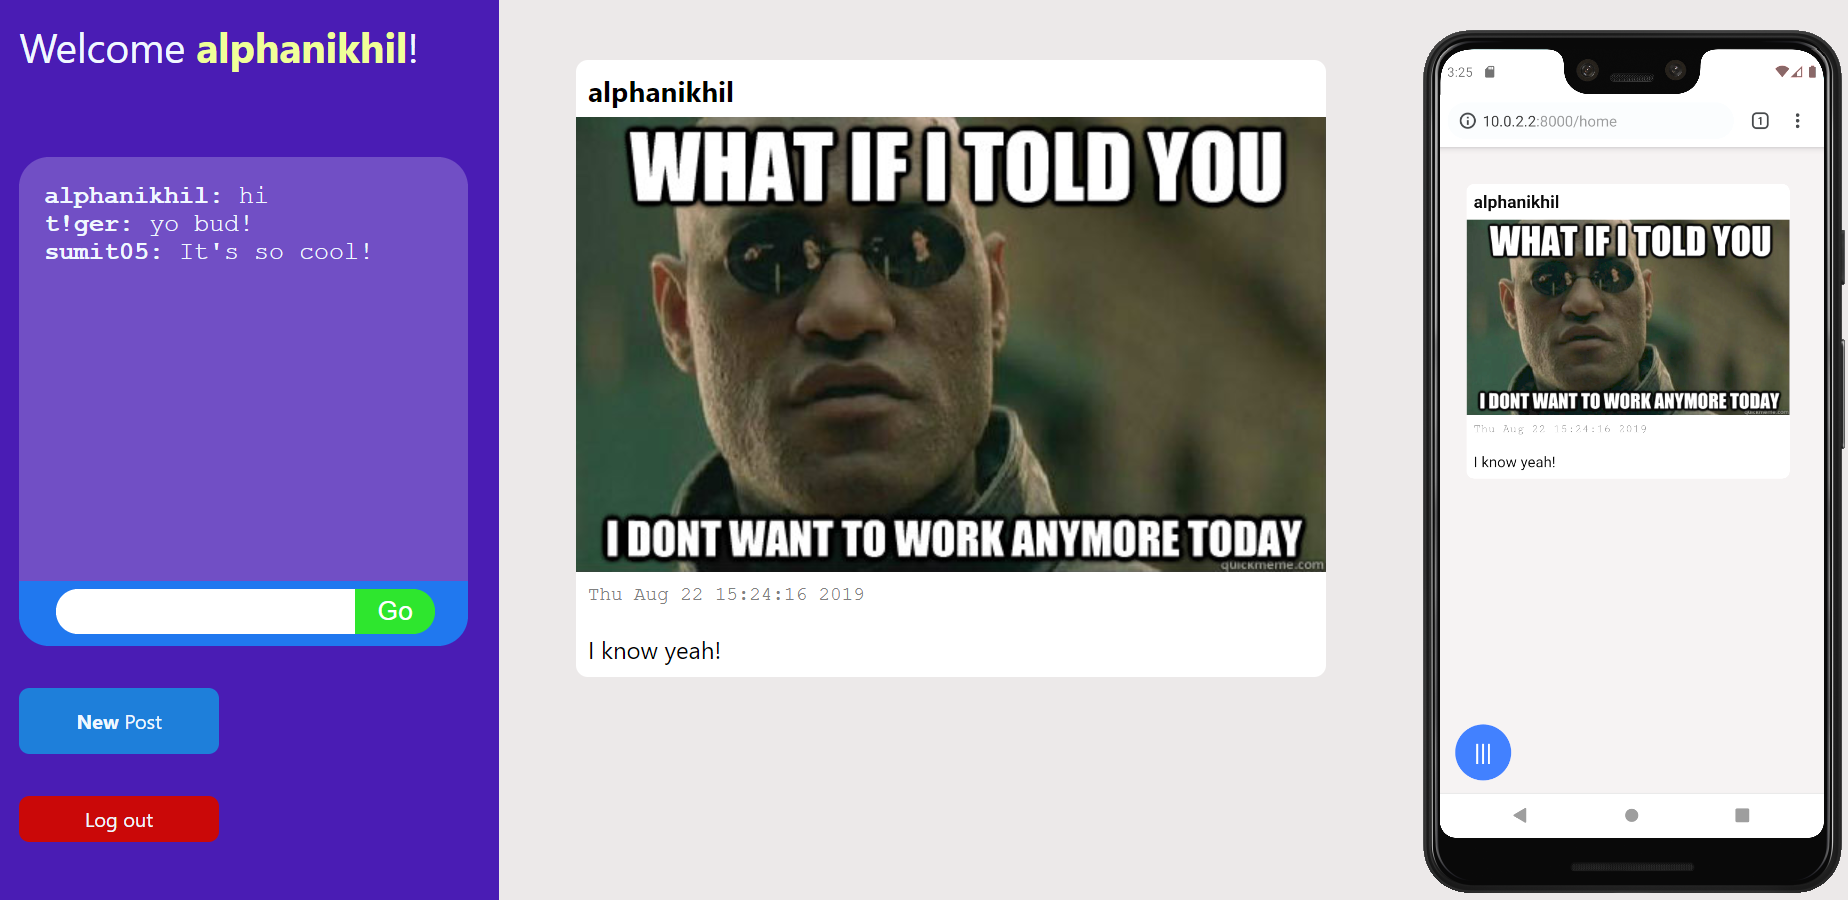 Welcome alphanikhil!
alphanikhil: hi
t!ger: yo bud!
sumit05: It's so cool!
Go
New Post
Log out
alphanikhil
WHAT IF I TOLD YOU
I DONT WANT TO WORK ANYMORE TODAY
quickmeme.com
Thu Aug 22 15:24:16 2019
I know yeah!
3:25
10.0.2.2:8000/home
1
alphanikhil
WHAT IF I TOLD YOU
I DONT WANT TO WORK ANYMORE TODAY
quickmeme.com
Thu Aug 22 15:24:16 2019
I know yeah!